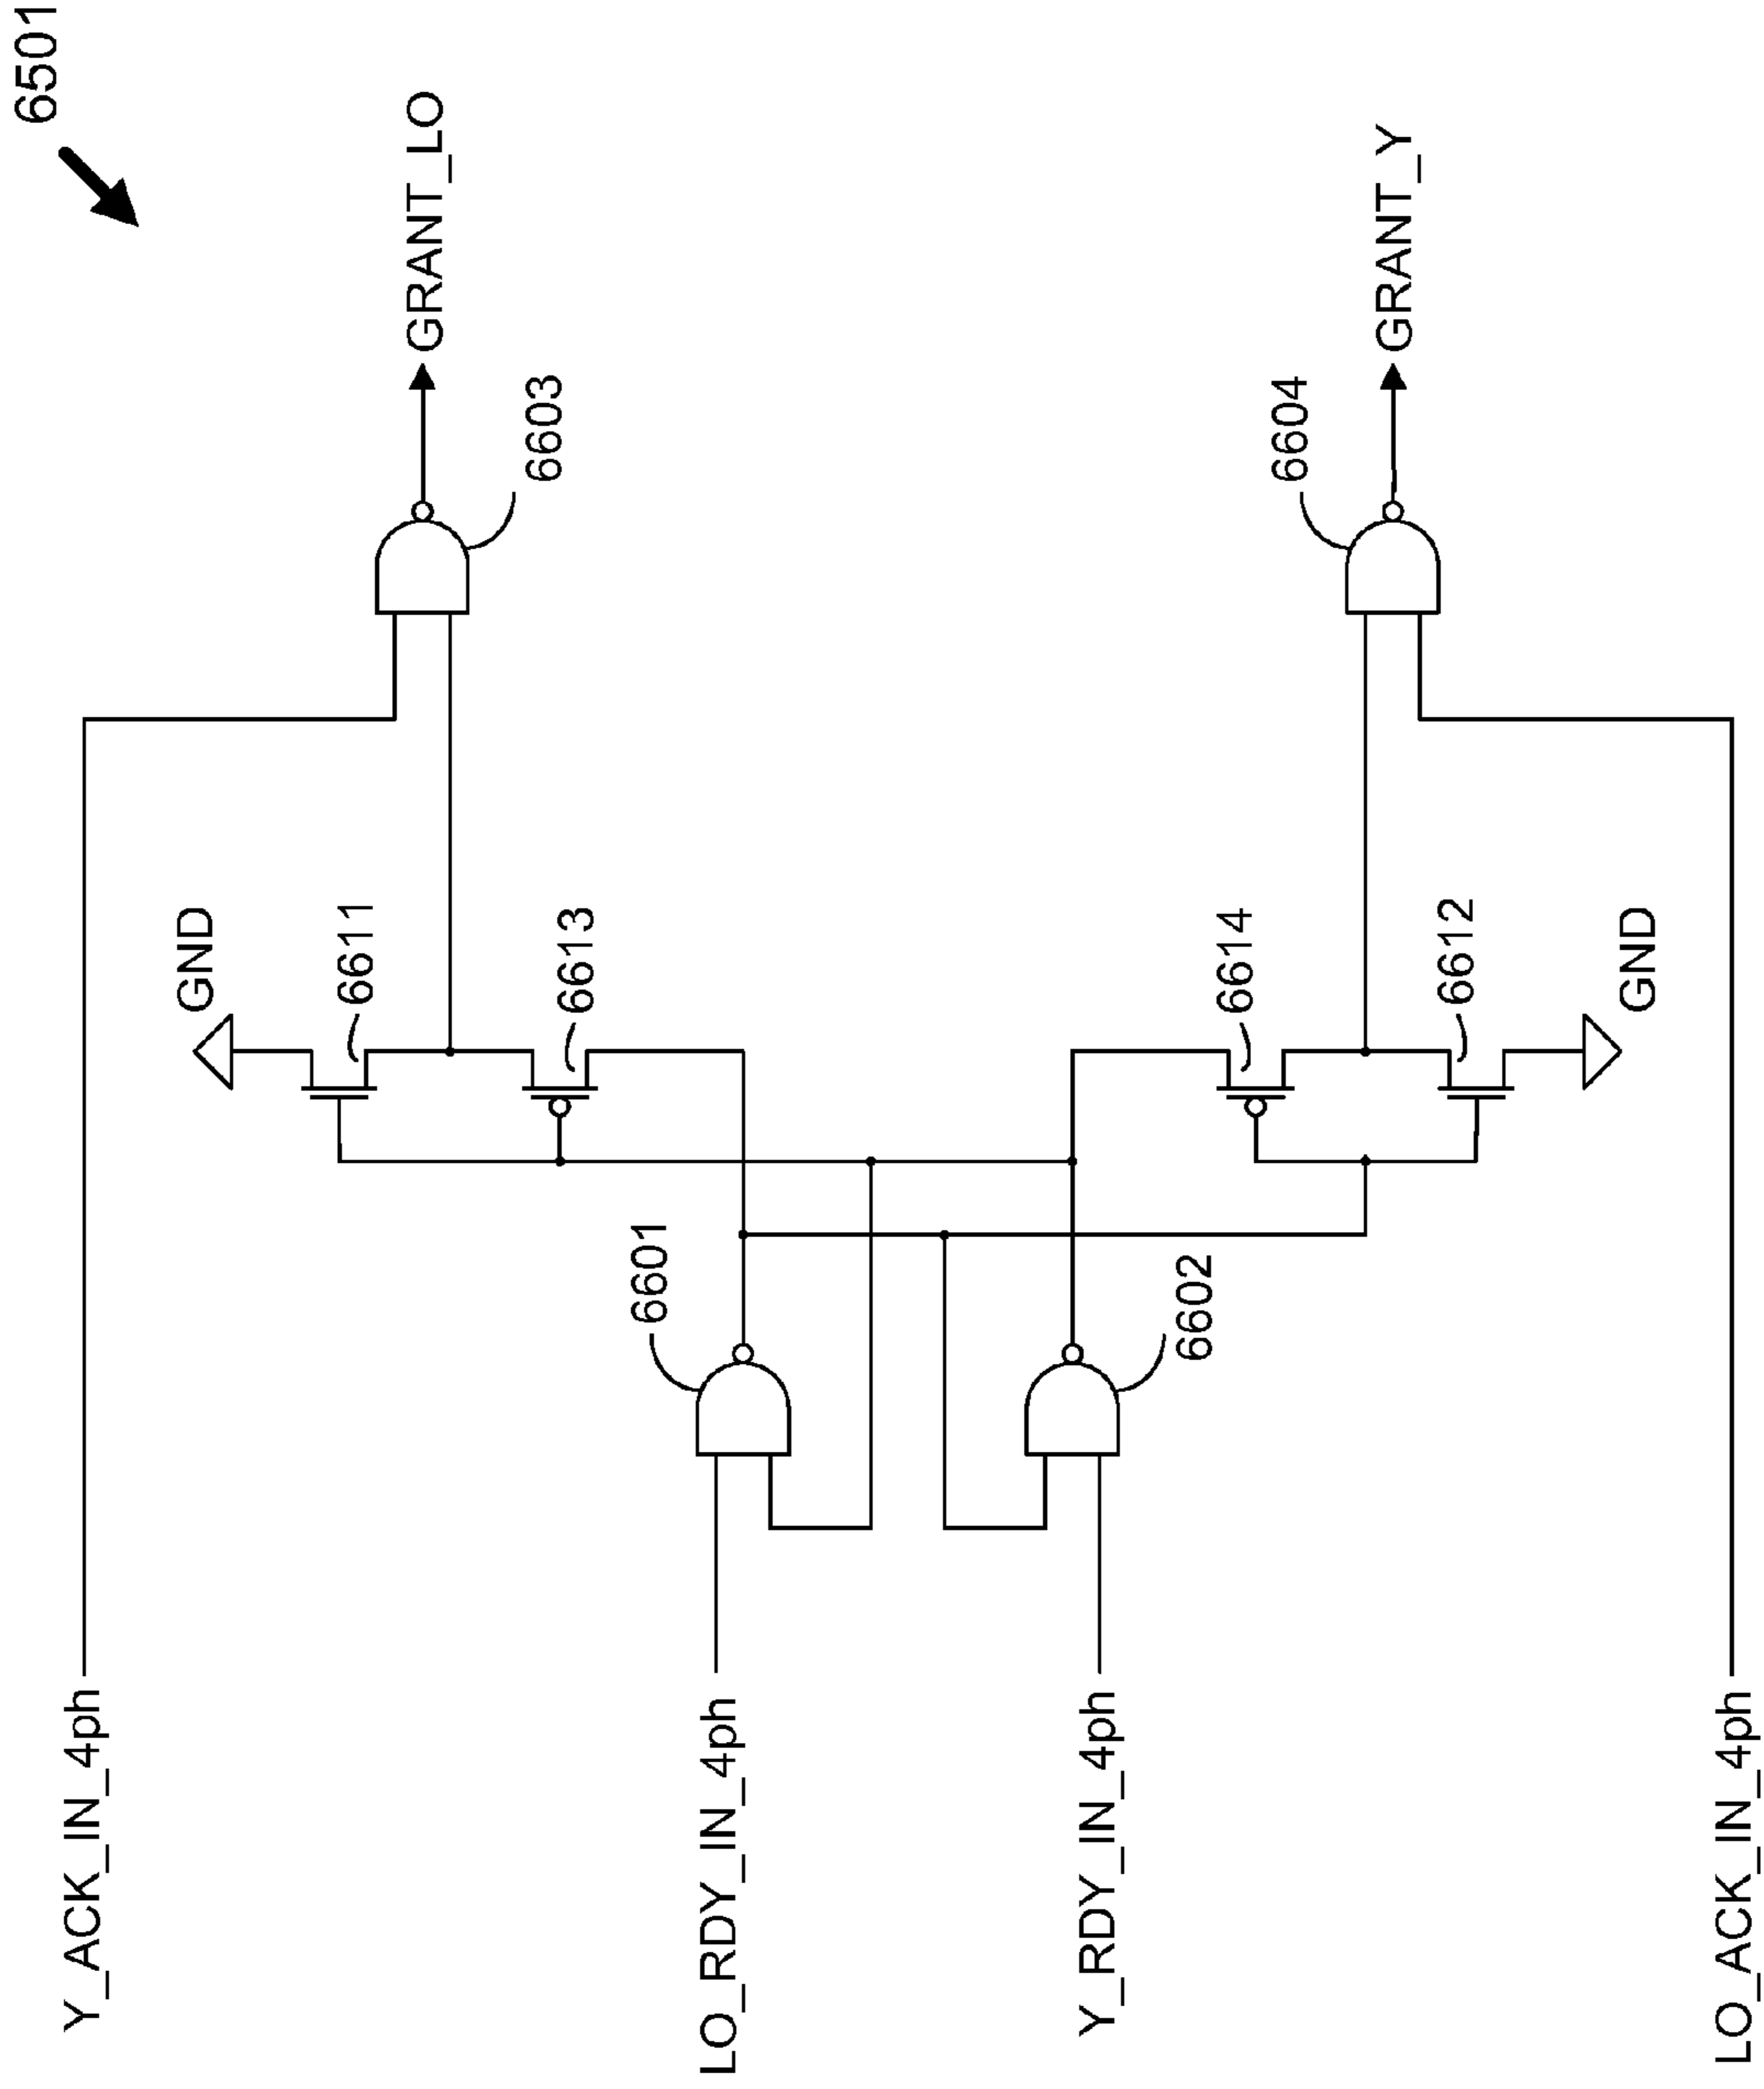 6501
Y_ACK_IN_4ph
GND
6611
6613
GRANT_LO
6603
LO_RDY_IN_4ph
6601
Y_RDY_IN_4ph
6602
6614
6612
GND
6604
GRANT_Y
LO_ACK_IN_4ph